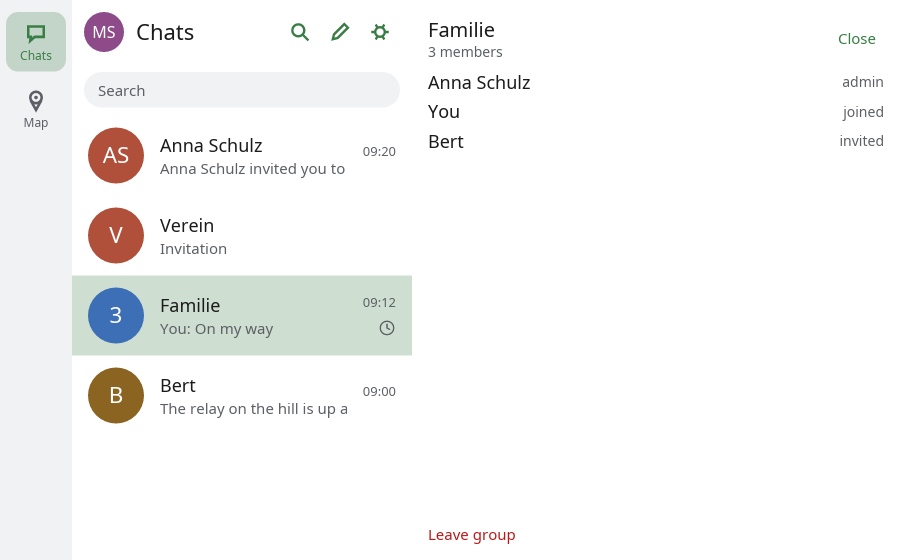 Chats
Map
MS
Chats
Search
AS
Anna Schulz
09:20
Anna Schulz invited you to
V
Verein
Invitation
3
Familie
09:12
You: On my way
B
Bert
09:00
The relay on the hill is up a
Familie
3 members
Close
Anna Schulz admin
You joined
Bert invited
Leave group